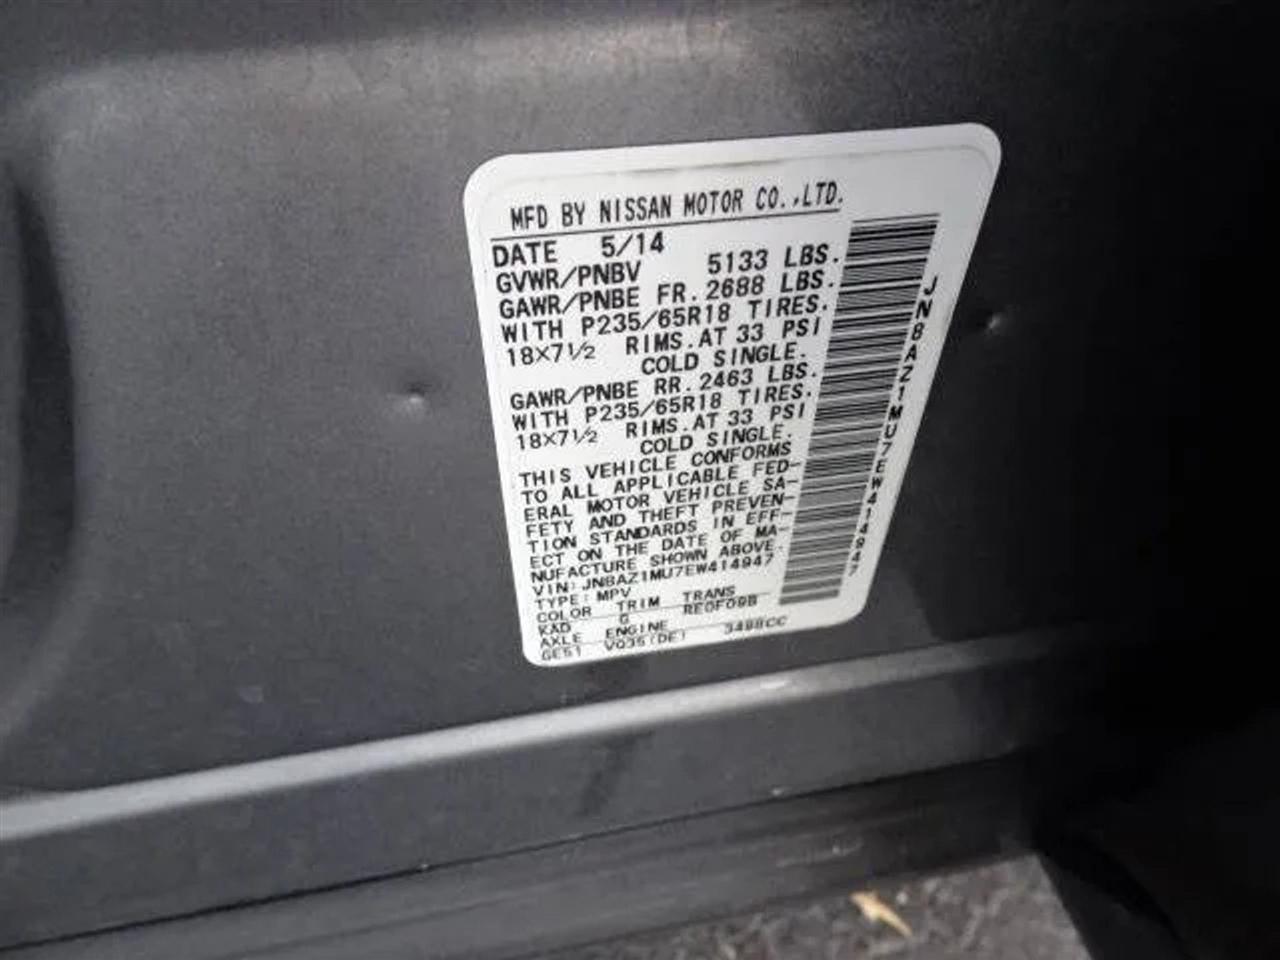 MFD BY NISSAN MOTOR CO.,LTD.
DATE 5/14
GVWR/PNBV 5133 LBS.
GAWR/PNBE FR. 2688 LBS.
WITH P235/65R18 TIRES.
18×7 1/2 RIMS. AT 33 PSI
COLD SINGLE.
GAWR/PNBE RR. 2463 LBS.
WITH P235/65R18 TIRES.
18×7 1/2 RIMS. AT 33 PSI
COLD SINGLE.
THIS VEHICLE CONFORMS
TO ALL APPLICABLE FED-
ERAL MOTOR VEHICLE SA-
FETY AND THEFT PREVEN-
TION STANDARDS IN EFF-
ECT ON THE DATE OF MA-
NUFACTURE SHOWN ABOVE.
VIN: JN8AZ1MU7EW414947
TYPE: MPV
COLOR TRIM TRANS
KAD G RE0F09B
AXLE ENGINE
GE51 VQ35(DE) 3498CC
JN8AZ1MU7EW414947